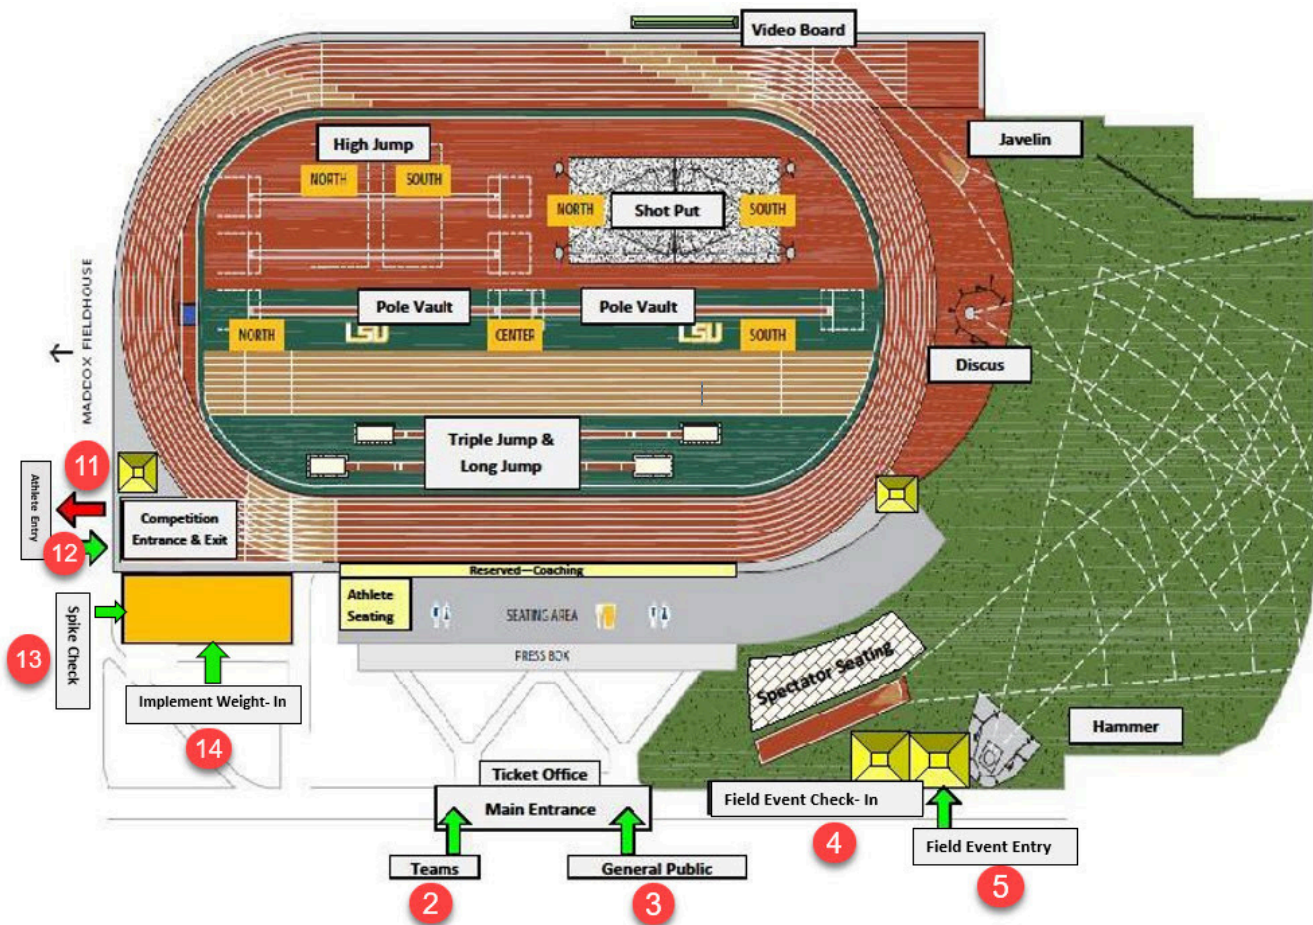 Video Board
Javelin
High Jump
NORTH
SOUTH
NORTH
Shot Put
SOUTH
MADDOX FIELDHOUSE
Pole Vault
Pole Vault
NORTH
LSU
CENTER
LSU
SOUTH
Discus
Triple Jump &
Long Jump
11
Athlete Entry
12
Competition
Entrance & Exit
Reserved—Coaching
Athlete
Seating
SEATING AREA
PRESS BOX
Spike Check
13
Implement Weight- In
14
Spectator Seating
Hammer
Ticket Office
Main Entrance
Field Event Check- In
4
Field Event Entry
5
Teams
2
General Public
3